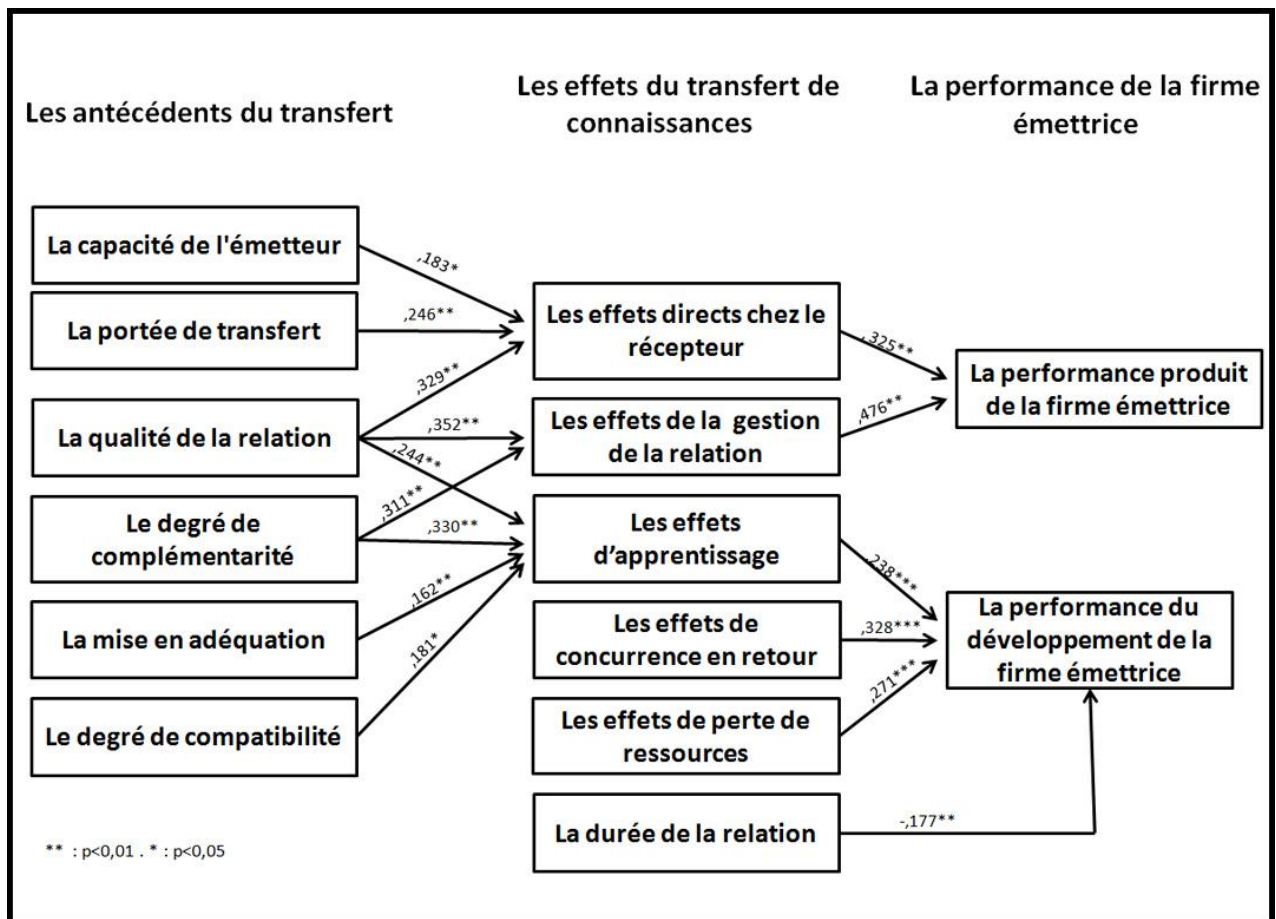 Les antécédents du transfert
Les effets du transfert de
connaissances
La performance de la firme
émettrice
La capacité de l'émetteur
La portée de transfert
La qualité de la relation
Le degré de
complémentarité
La mise en adéquation
Le degré de compatibilité
,183*
,246**
,329**
,352**
,244**
,311**
,330**
,162**
,181*
Les effets directs chez le
récepteur
Les effets de la gestion
de la relation
Les effets
d'apprentissage
Les effets de
concurrence en retour
Les effets de perte de
ressources
La durée de la relation
,325**
,476**
,238***
,328***
,271***
-,177**
La performance produit
de la firme émettrice
La performance du
développement de la
firme émettrice
** : p<0,01 . * : p<0,05